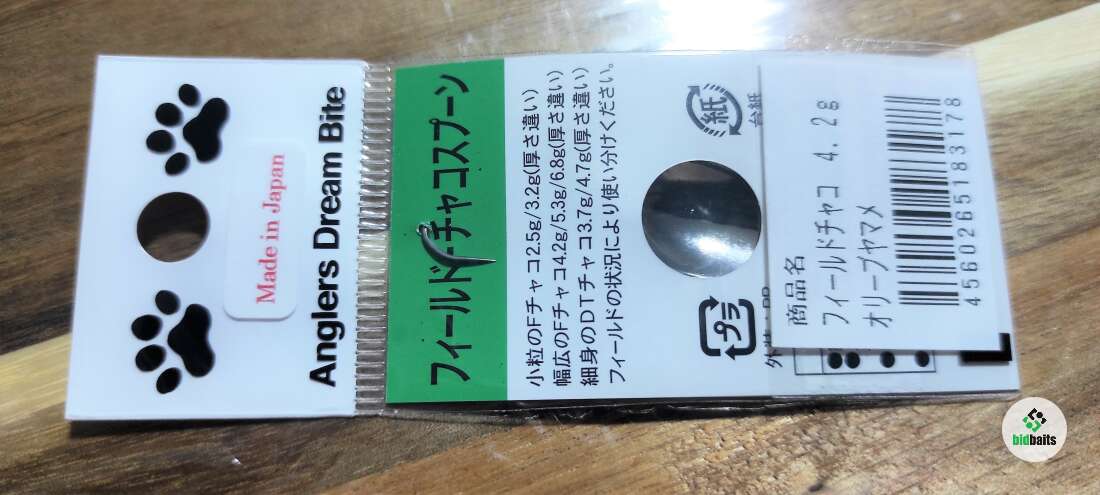 Made in Japan
Anglers Dream Bite
フィールドチャコスプーン
小粒のFチャコ2.5g/3.2g(厚さ違い)
幅広のFチャコ4.2g/5.3g/6.8g(厚さ違い)
細身のDTチャコ3.7g/4.7g(厚さ違い)
フィールドの状況により使い分けください。
紙
台紙
プラ
商品名
フィールドチャコ 4.2g
オリーブヤマメ
4560265183178
bidbaits